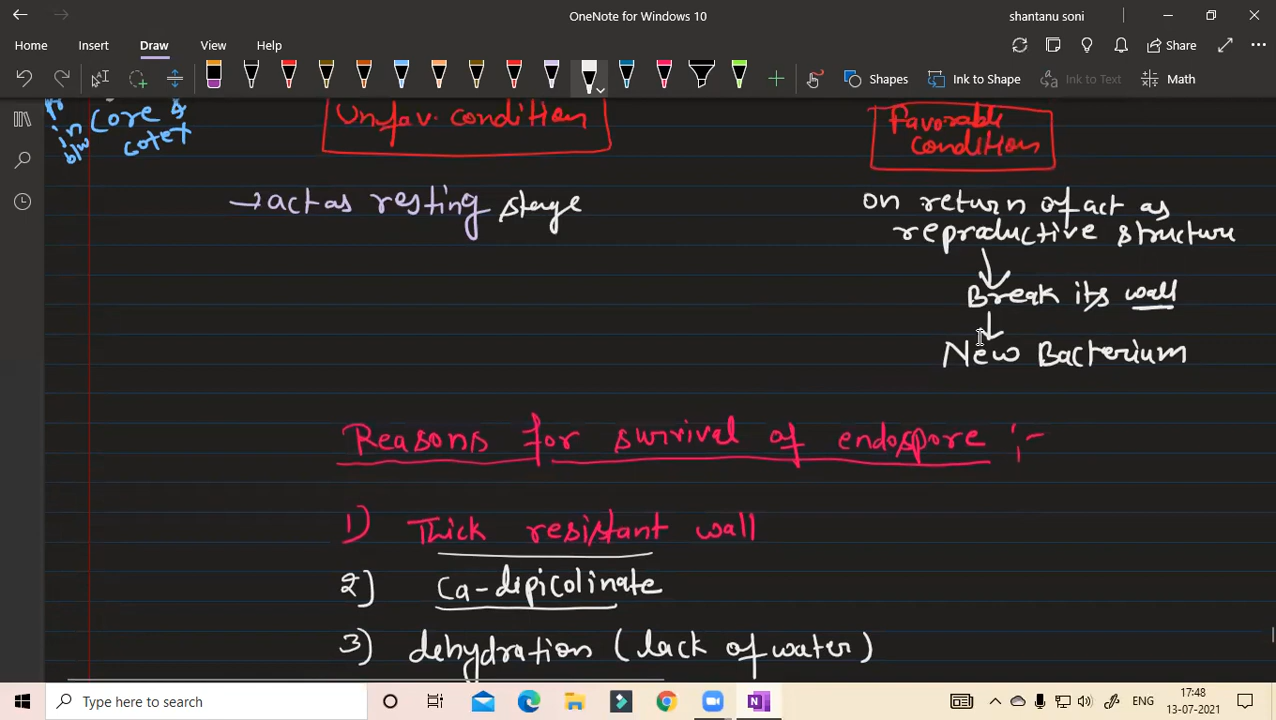 OneNote for Windows 10
shantanu soni
Home Insert Draw View Help
Share
Shapes
Ink to Shape
Ink to Text
Math
in
b/w
Core &
cotex
Unfav. condition
favorable
condition
→ act as resting stage
on return of act as
reproductive structure
Break its wall
New Bacterium
Reasons for survival of endospore :-
1) Thick resistant wall
2) Ca-dipicolinate
3) dehydration (lack of water)
Type here to search
ENG
17:48
13-07-2021